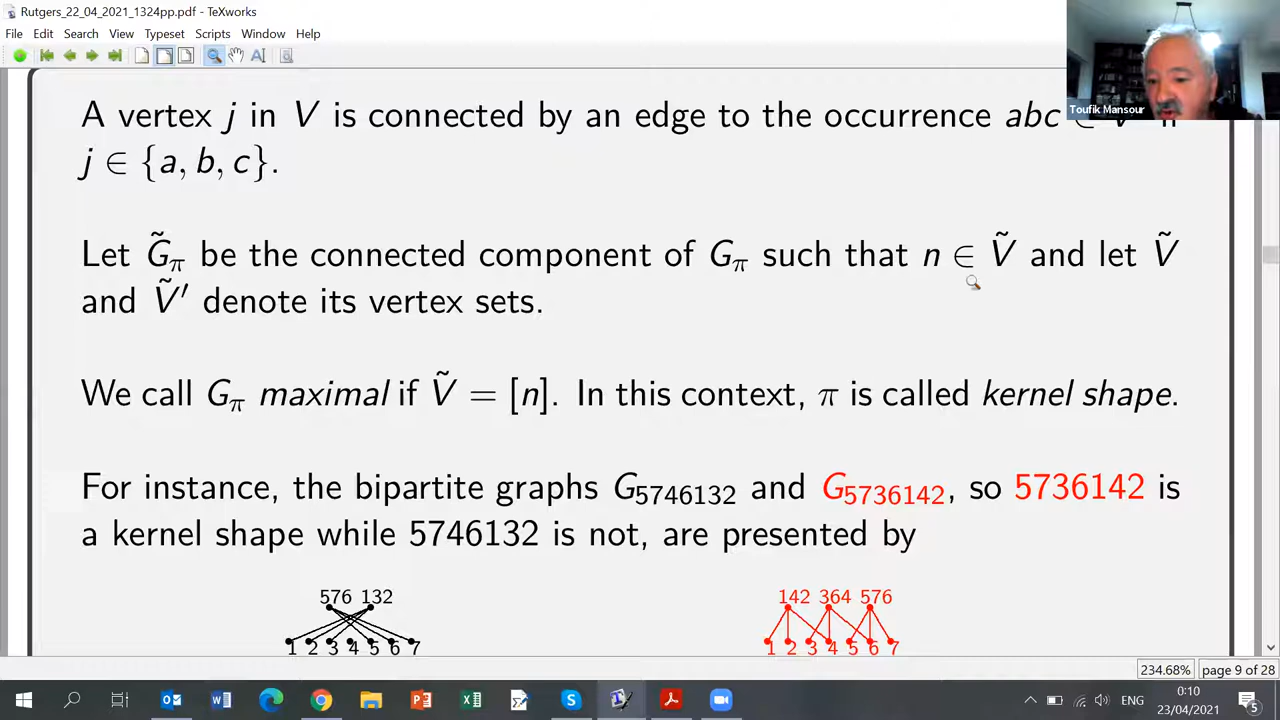 Rutgers_22_04_2021_1324pp.pdf - TeXworks
File Edit Search View Typeset Scripts Window Help
Toufik Mansour
A vertex j in V is connected by an edge to the occurrence abc ∈ V
j ∈ {a, b, c}.
Let G̃π be the connected component of Gπ such that n ∈ Ṽ and let Ṽ
and Ṽ′ denote its vertex sets.
We call Gπ maximal if Ṽ = [n]. In this context, π is called kernel shape.
For instance, the bipartite graphs G5746132 and G5736142, so 5736142 is
a kernel shape while 5746132 is not, are presented by
576 132
142 364 576
1 2 3 4 5 6 7
1 2 3 4 5 6 7
234.68% page 9 of 28
ENG
0:10
23/04/2021
5